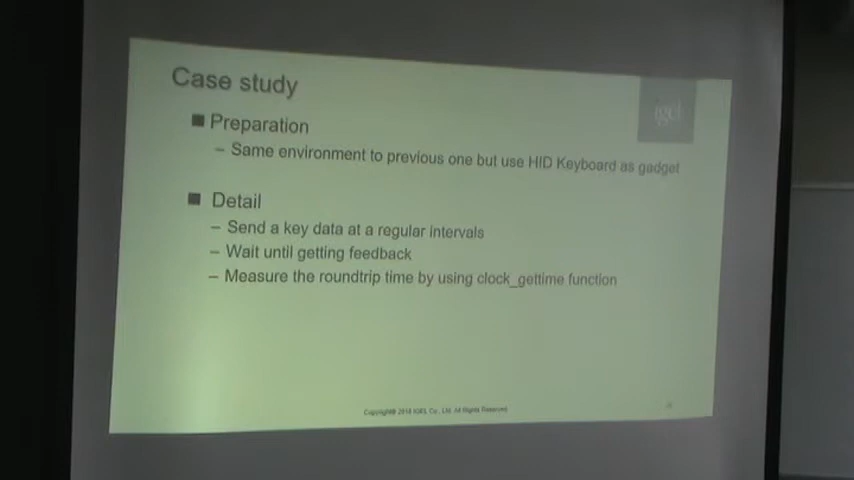 Case study
igel
■ Preparation
– Same environment to previous one but use HID Keyboard as gadget
■ Detail
– Send a key data at a regular intervals
– Wait until getting feedback
– Measure the roundtrip time by using clock_gettime function
Copyright© 2018 IGEL Co., Ltd. All Rights Reserved.